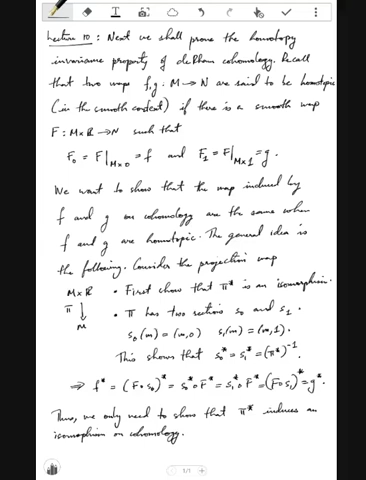 Lecture 10 : Next we shall prove the homotopy
invariance property of deRham cohomology. Recall
that two maps f, g : M → N are said to be homotopic
(in the smooth context) if there is a smooth map
F : M×ℝ → N such that
F₀ = F|_{M×0} = f and F₁ = F|_{M×1} = g.
We want to show that the map induced by
f and g on cohomology are the same when
f and g are homotopic. The general idea is
the following. Consider the projection map
M×ℝ • First show that π* is an isomorphism.
π ↓ • π has two sections s₀ and s₁.
M
s₀(m) = (m,0) s₁(m) = (m,1).
This shows that s₀* = s₁* = (π*)⁻¹
⇒ f* = (F∘s₀)* = s₀*∘F* = s₁*∘F* = (F∘s₁)* = g*.
Thus, we only need to show that π* induces an
isomorphism on cohomology.
1/1